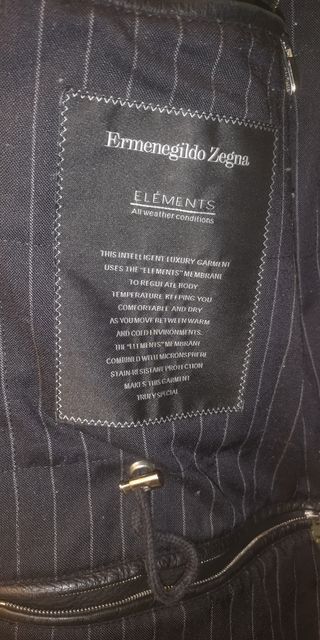 Ermenegildo Zegna
ELÉMENTS
All weather conditions
THIS INTELLIGENT LUXURY GARMENT
USES THE "ELEMENTS" MEMBRANE
TO REGULATE BODY
TEMPERATURE KEEPING YOU
COMFORTABLE AND DRY
AS YOU MOVE BETWEEN WARM
AND COLD ENVIRONMENTS.
THE "ELEMENTS" MEMBRANE
COMBINED WITH MICRONSPHERE
STAIN-RESISTANT PROTECTION
MAKES THIS GARMENT
TRULY SPECIAL